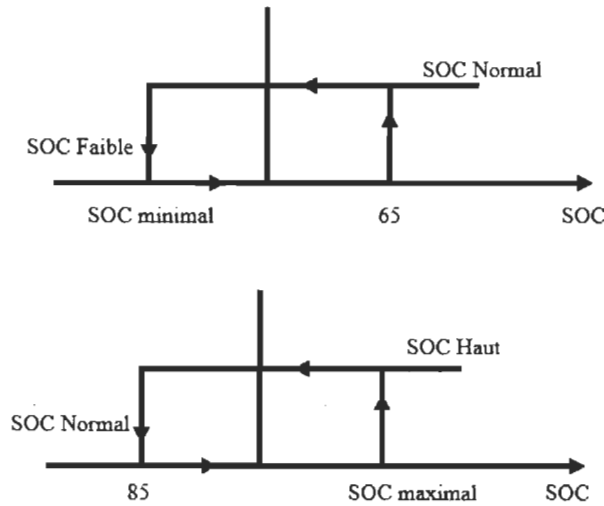 SOC Normal
SOC Faible
SOC minimal
65
SOC
SOC Haut
SOC Normal
85
SOC maximal
SOC